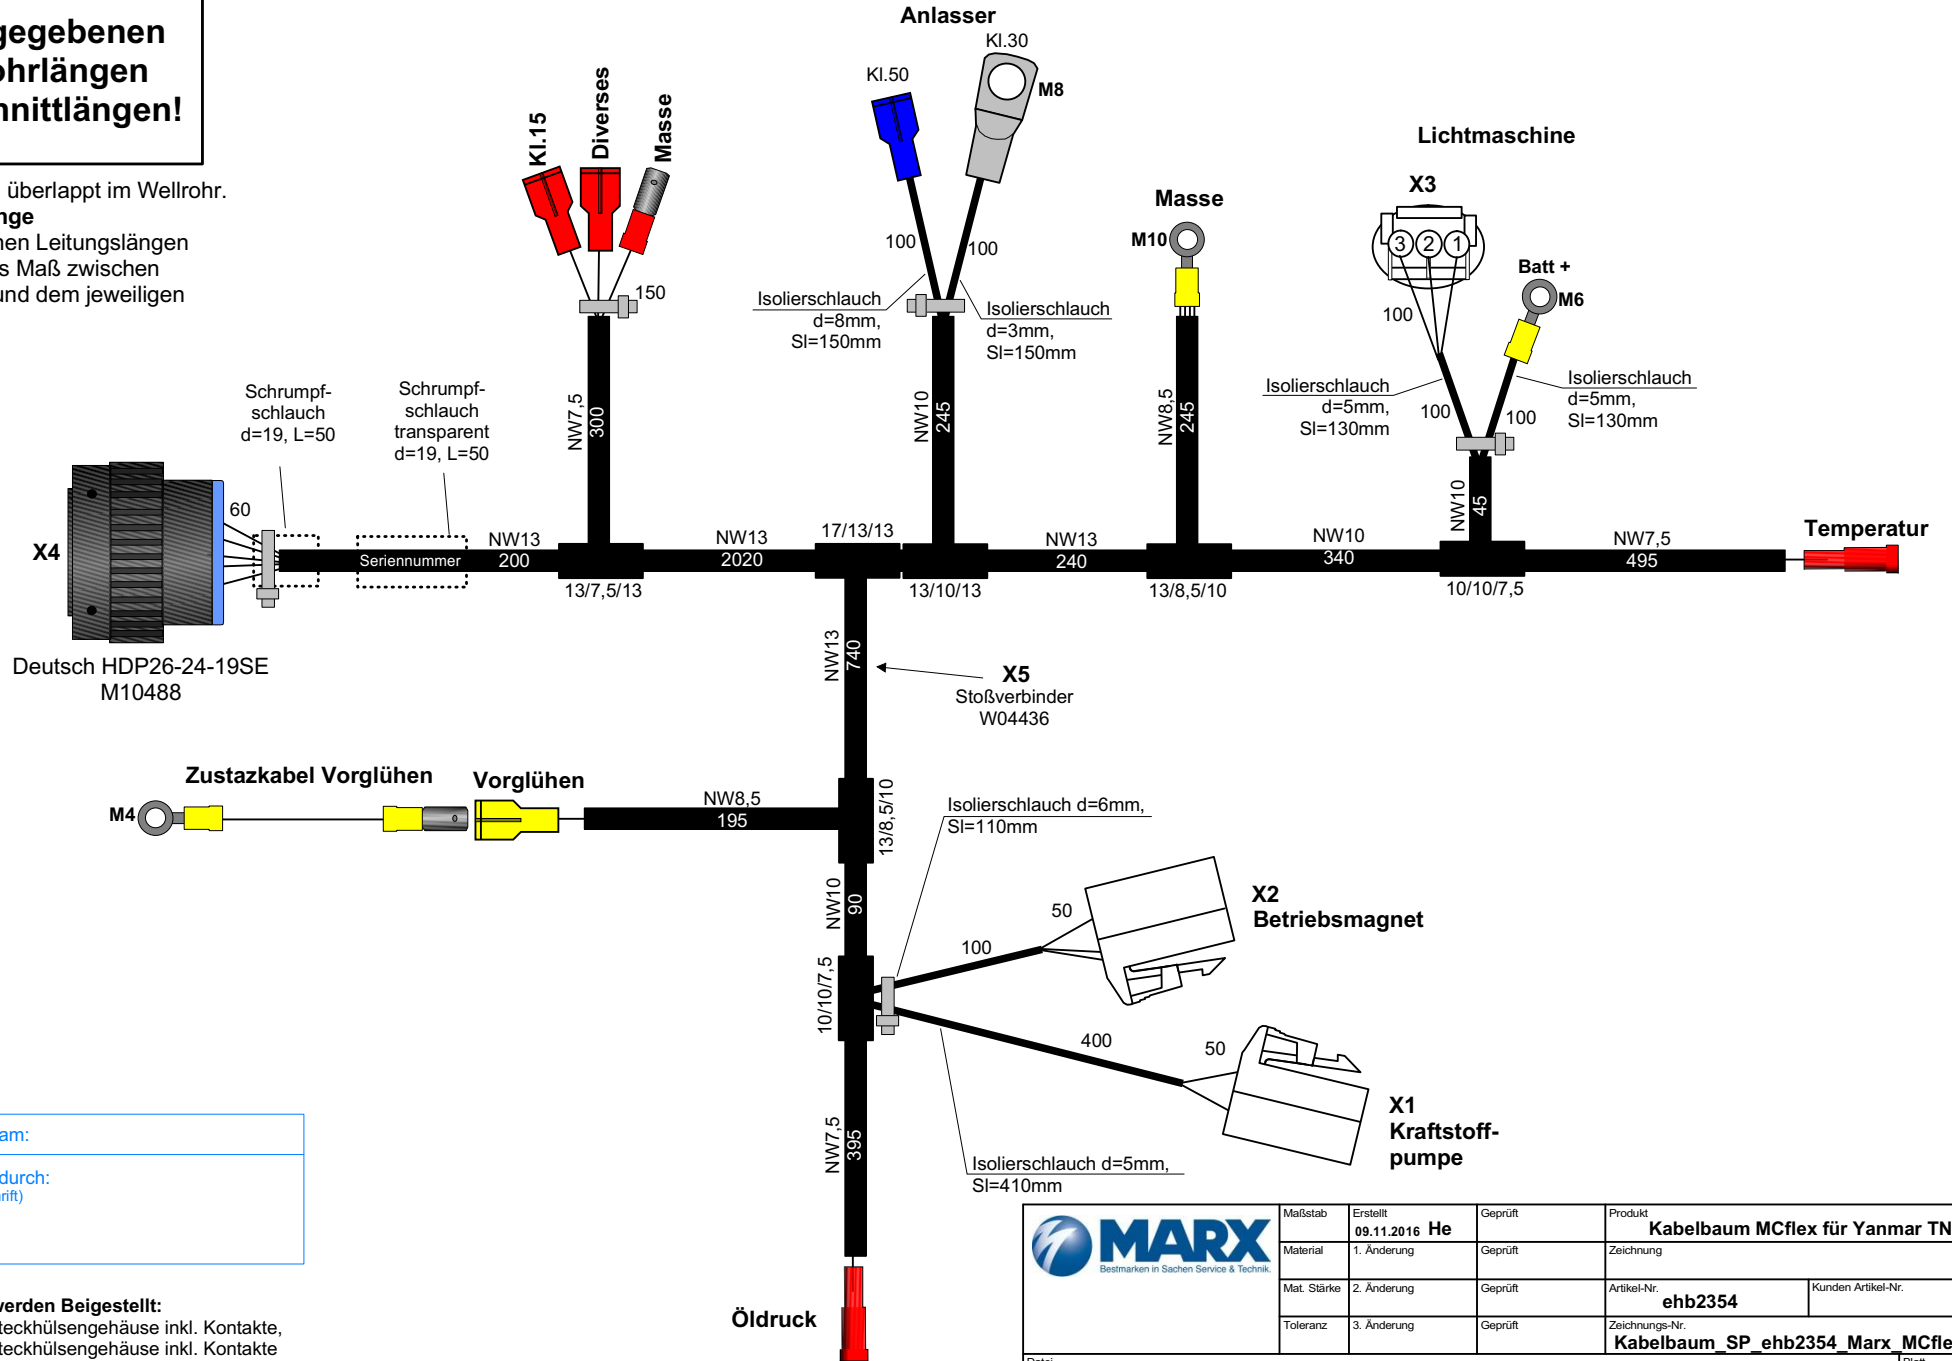 gegebenen
ohrlängen
hnittlängen!
überlappt im Wellrohr.
nge
nen Leitungslängen
s Maß zwischen
und dem jeweiligen
Anlasser
Kl.30
Kl.50
M8
100
100
Isolierschlauch
d=8mm,
Sl=150mm
Isolierschlauch
d=3mm,
Sl=150mm
Kl.15
Diverses
Masse
150
NW7,5
300
NW10
245
Masse
M10
NW8,5
245
Lichtmaschine
X3
3 2 1
Batt +
M6
100
100
100
Isolierschlauch
d=5mm,
Sl=130mm
Isolierschlauch
d=5mm,
Sl=130mm
NW10
45
Schrumpf-
schlauch
d=19, L=50
Schrumpf-
schlauch
transparent
d=19, L=50
X4
60
Seriennummer
NW13
200
13/7,5/13
NW13
2020
17/13/13
13/10/13
NW13
240
13/8,5/10
NW10
340
10/10/7,5
NW7,5
495
Temperatur
Deutsch HDP26-24-19SE
M10488
NW13
740
X5
Stoßverbinder
W04436
Zustazkabel Vorglühen
Vorglühen
M4
NW8,5
195
13/8,5/10
NW10
90
Isolierschlauch d=6mm,
Sl=110mm
50
100
X2
Betriebsmagnet
10/10/7,5
400
50
X1
Kraftstoff-
pumpe
Isolierschlauch d=5mm,
Sl=410mm
NW7,5
395
Öldruck
am:
durch:
rift)
werden Beigestellt:
teckhülsengehäuse inkl. Kontakte,
teckhülsengehäuse inkl. Kontakte
MARX
Bestmarken in Sachen Service & Technik.
Maßstab
Erstellt
09.11.2016 He
Geprüft
Produkt
Kabelbaum MCflex für Yanmar TN
Material
1. Änderung
Geprüft
Zeichnung
Mat. Stärke
2. Änderung
Geprüft
Artikel-Nr.
ehb2354
Kunden Artikel-Nr.
Toleranz
3. Änderung
Geprüft
Zeichnungs-Nr.
Kabelbaum_SP_ehb2354_Marx_MCfle
Datei
Blatt